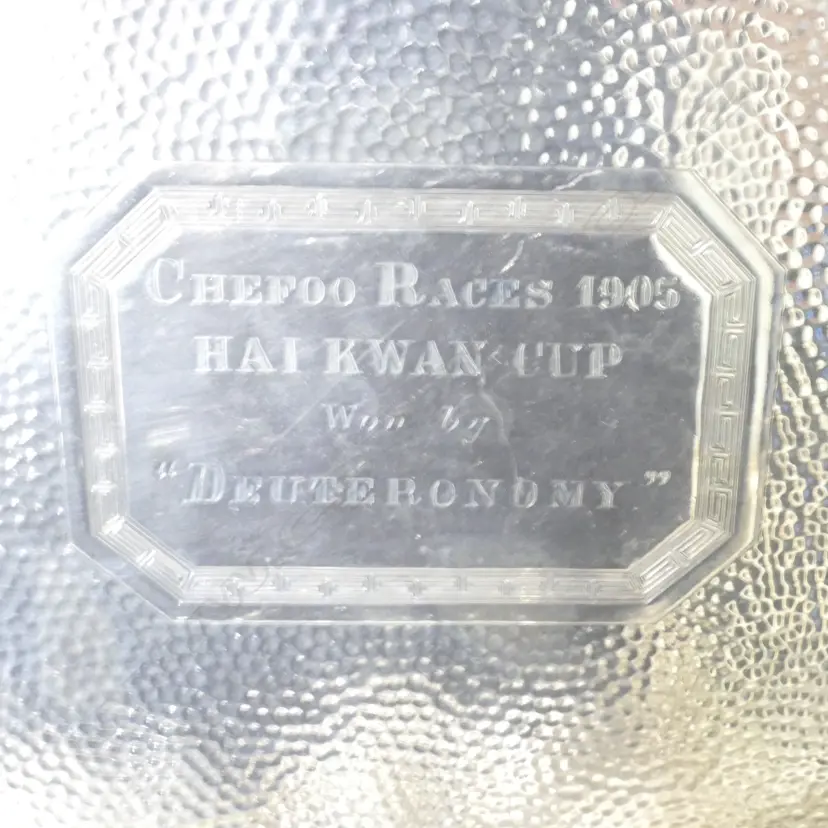 CHEFOO RACES 1905
HAI KWAN CUP
Won by
“DEUTERONOMY”